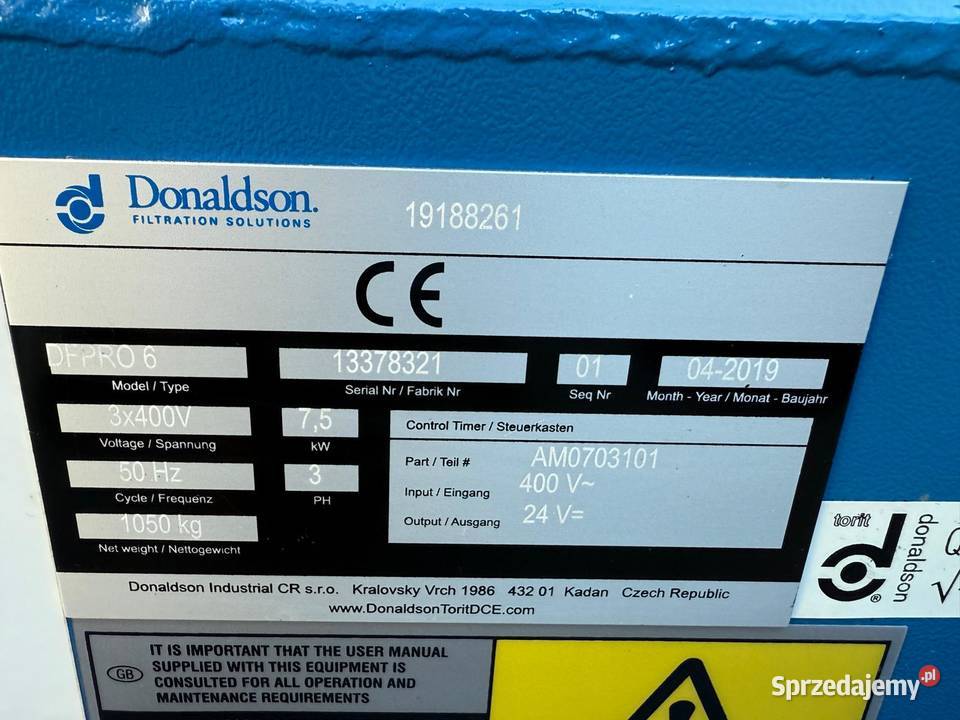 Donaldson.
FILTRATION SOLUTIONS
19188261
CE
DFPRO 6
Model / Type
13378321
Serial Nr / Fabrik Nr
01
Seq Nr
04-2019
Month - Year / Monat - Baujahr
3x400V
Voltage / Spannung
7,5
kW
50 Hz
Cycle / Frequenz
3
PH
1050 kg
Net weight / Nettogewicht
Control Timer / Steuerkasten
Part / Teil # AM0703101
Input / Eingang 400 V~
Output / Ausgang 24 V=
Donaldson Industrial CR s.r.o. Kralovsky Vrch 1986 432 01 Kadan Czech Republic
www.DonaldsonToritDCE.com
torit
donaldson
®
GB
IT IS IMPORTANT THAT THE USER MANUAL
SUPPLIED WITH THIS EQUIPMENT IS
CONSULTED FOR ALL OPERATION AND
MAINTENANCE REQUIREMENTS
Sprzedajemy.pl